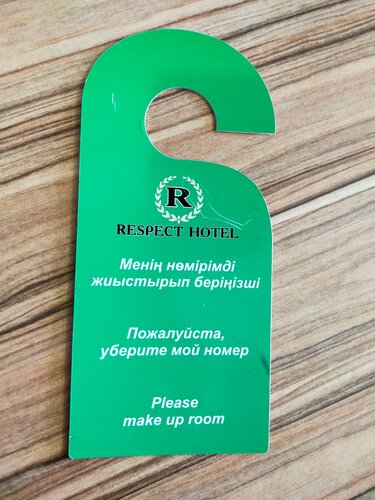 R
RESPECT HOTEL
Менің нөмірімді
жиыстырып беріңізші
Пожалуйста,
уберите мой номер
Please
make up room